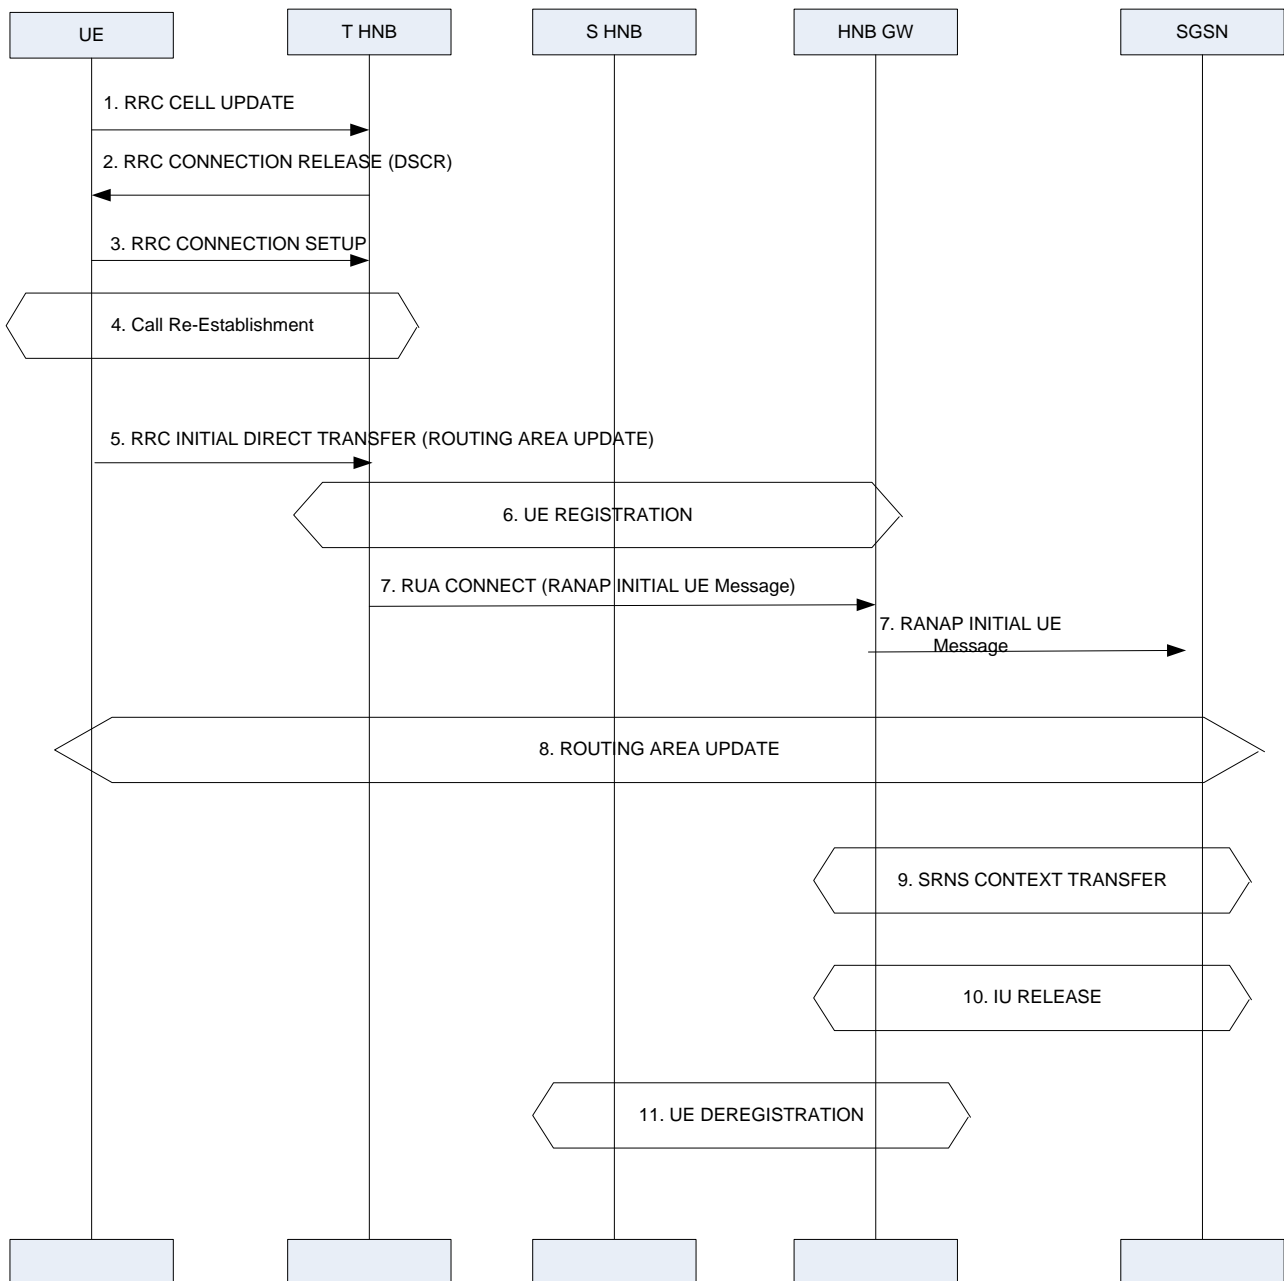 UE
T HNB
S HNB
HNB GW
SGSN
1. RRC CELL UPDATE
2. RRC CONNECTION RELEASE (DSCR)
3. RRC CONNECTION SETUP
4. Call Re-Establishment
5. RRC INITIAL DIRECT TRANSFER (ROUTING AREA UPDATE)
6. UE REGISTRATION
7. RUA CONNECT (RANAP INITIAL UE Message)
7. RANAP INITIAL UE
Message
8. ROUTING AREA UPDATE
9. SRNS CONTEXT TRANSFER
10. IU RELEASE
11. UE DEREGISTRATION